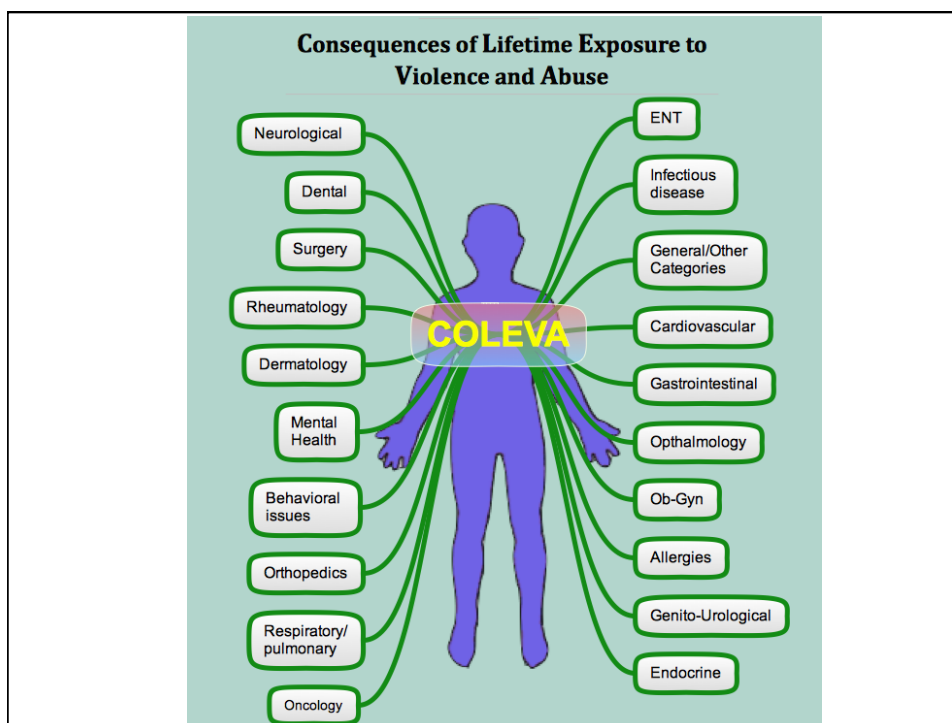 Consequences of Lifetime Exposure to
Violence and Abuse
Neurological
Dental
Surgery
Rheumatology
Dermatology
Mental
Health
Behavioral
issues
Orthopedics
Respiratory/
pulmonary
Oncology
COLEVA
ENT
Infectious
disease
General/Other
Categories
Cardiovascular
Gastrointestinal
Opthalmology
Ob-Gyn
Allergies
Genito-Urological
Endocrine